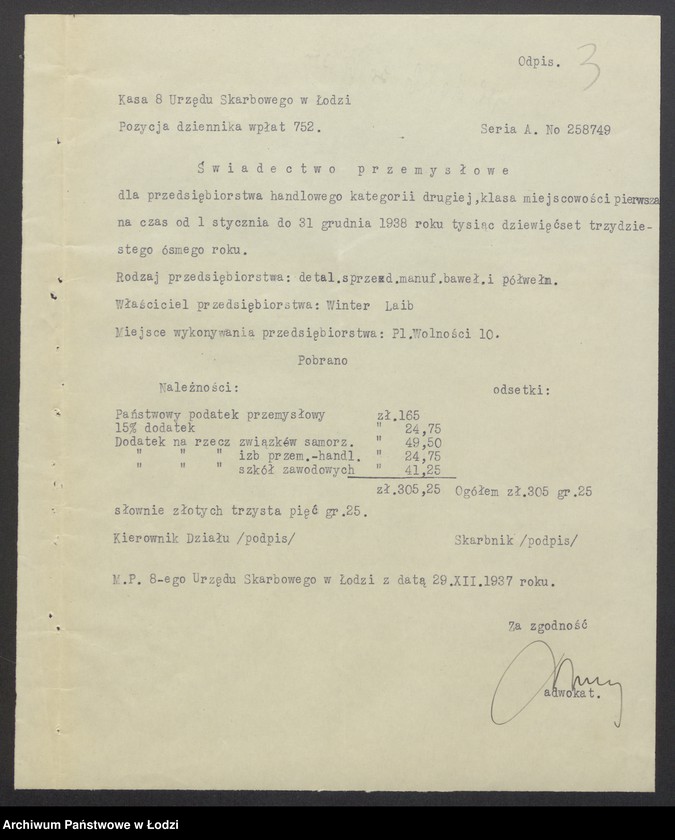 Odpis. 3
Kasa 8 Urzędu Skarbowego w Łodzi
Pozycja dziennika wpłat 752. Seria A. No 258749
Świadectwo przemysłowe
dla przedsiębiorstwa handlowego kategorii drugiej,klasa miejscowości pierwsza
na czas od 1 stycznia do 31 grudnia 1938 roku tysiąc dziewięćset trzydzie-
stego ósmego roku.
Rodzaj przedsiębiorstwa: detal.sprzed.manuf.baweł.i półwełn.
Właściciel przedsiębiorstwa: Winter Laib
Miejsce wykonywania przedsiębiorstwa: Pl.Wolności 10.
Pobrano
Należności: odsetki:
Państwowy podatek przemysłowy zł.165
15% dodatek " 24,75
Dodatek na rzecz związków samorz. " 49,50
" " " izb przem.-handl. " 24,75
" " " szkół zawodowych " 41,25
zł.305,25 Ogółem zł.305 gr.25
słownie złotych trzysta pięć gr.25.
Kierownik Działu /podpis/ Skarbnik /podpis/
M.P. 8-ego Urzędu Skarbowego w Łodzi z datą 29.XII.1937 roku.
Za zgodność
adwokat.
Archiwum Państwowe w Łodzi